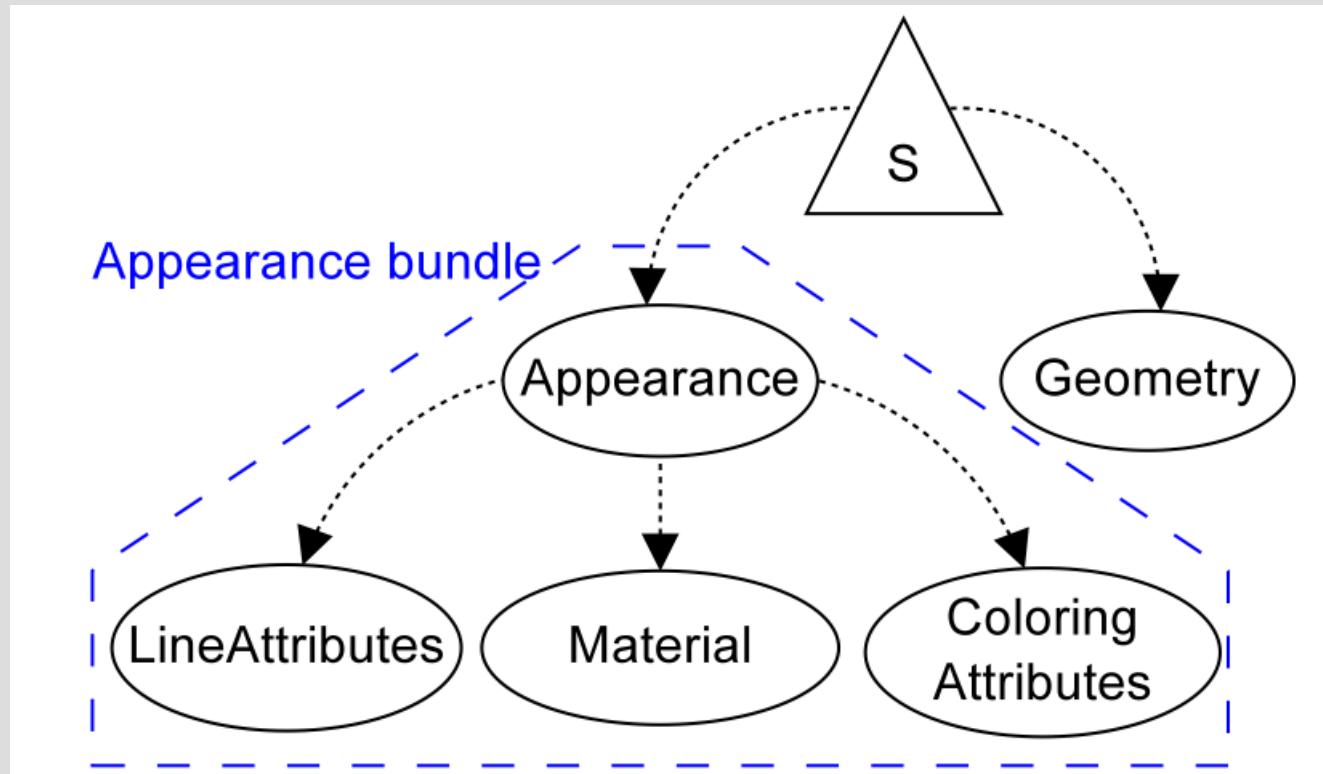 S
Appearance bundle
Appearance
Geometry
LineAttributes
Material
Coloring
Attributes